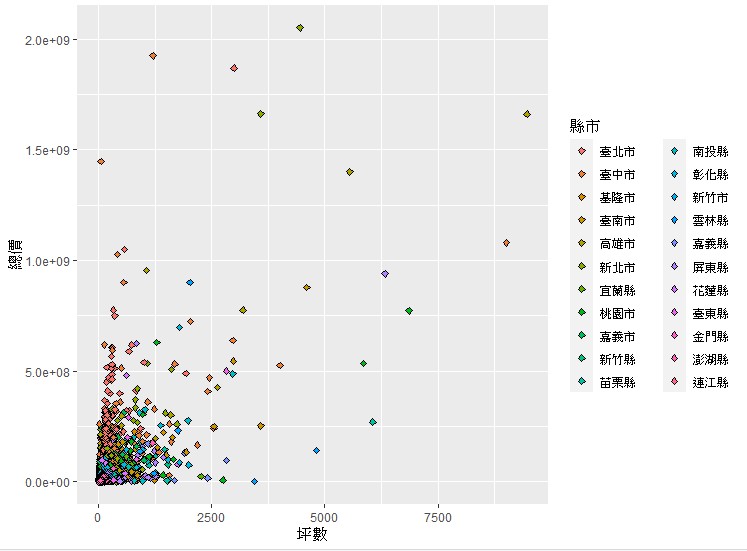 2.0e+09
1.5e+09
1.0e+09
5.0e+08
0.0e+00
總價
0
2500
5000
7500
坪數
縣市
臺北市
臺中市
基隆市
臺南市
高雄市
新北市
宜蘭縣
桃園市
嘉義市
新竹縣
苗栗縣
南投縣
彰化縣
新竹市
雲林縣
嘉義縣
屏東縣
花蓮縣
臺東縣
金門縣
澎湖縣
連江縣